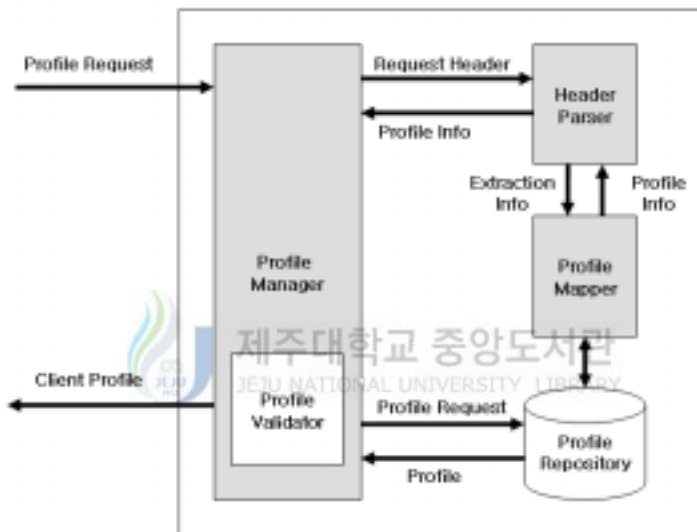 Profile Request
Request Header
Header
Parser
Profile Info
Extraction
Info
Profile
Info
Profile
Manager
Profile
Mapper
제주대학교 중앙도서관
JEJU NATIONAL UNIVERSITY LIBRARY
JEJU
Client Profile
Profile
Validator
Profile Request
Profile
Profile
Repository